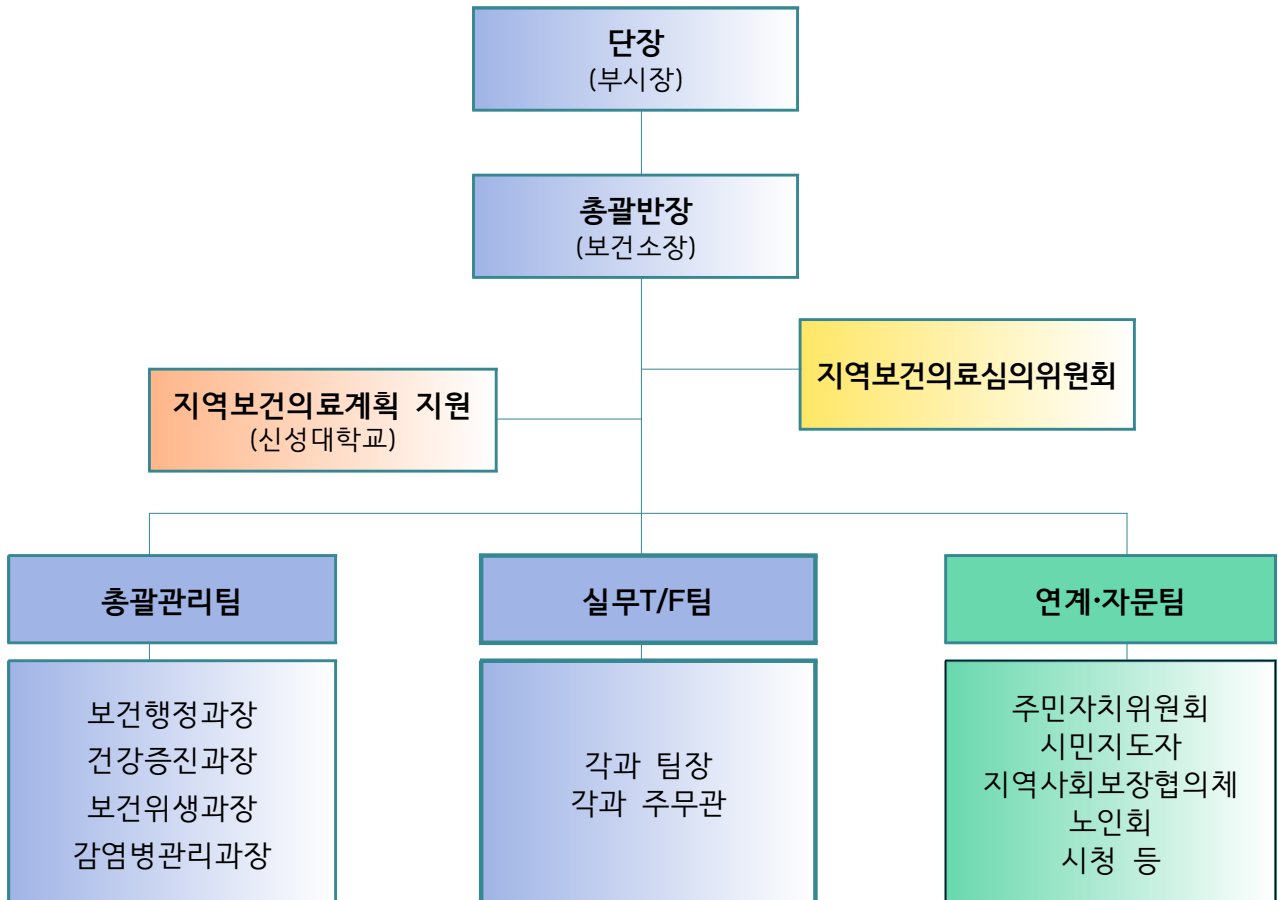 단장
(부시장)
총괄반장
(보건소장)
지역보건의료심의위원회
지역보건의료계획 지원
(신성대학교)
총괄관리팀
실무T/F팀
연계·자문팀
보건행정과장
건강증진과장
보건위생과장
감염병관리과장
각과 팀장
각과 주무관
주민자치위원회
시민지도자
지역사회보장협의체
노인회
시청 등